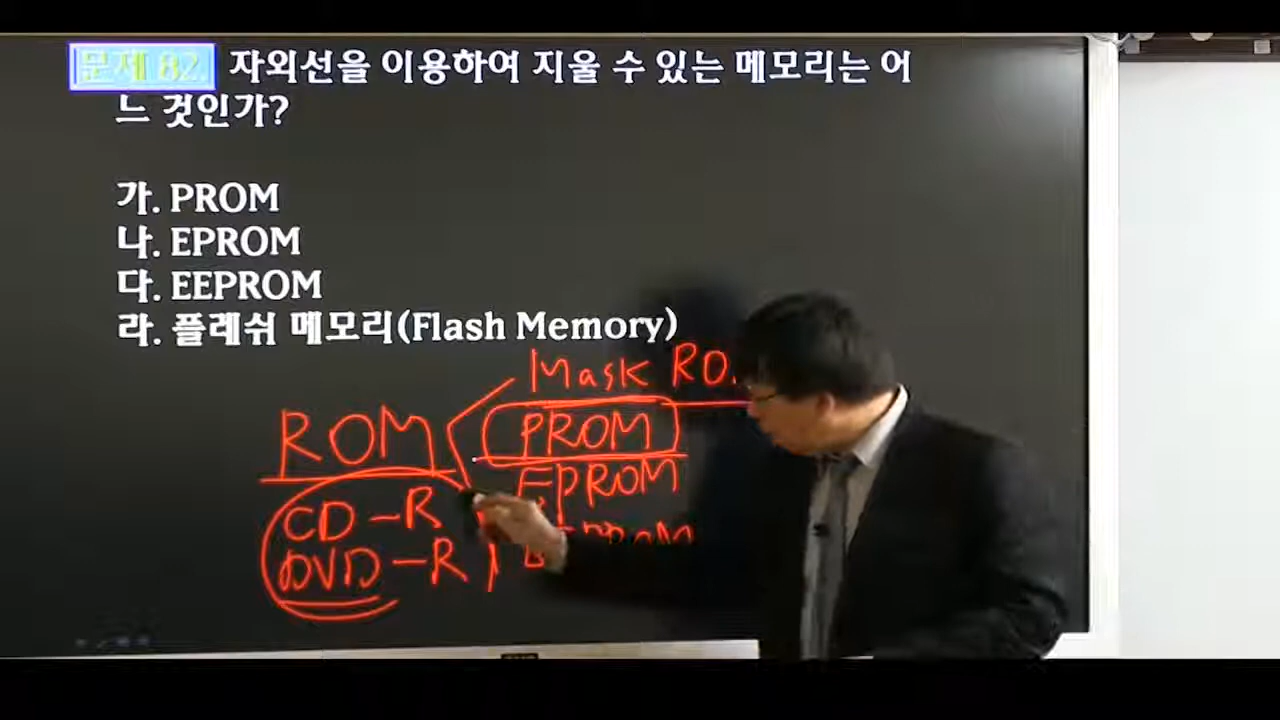 문제 82. 자외선을 이용하여 지울 수 있는 메모리는 어
느 것인가?
가. PROM
나. EPROM
다. EEPROM
라. 플래쉬 메모리(Flash Memory)
Mask
ROM
PROM
EPROM
CD-R
DVD-R